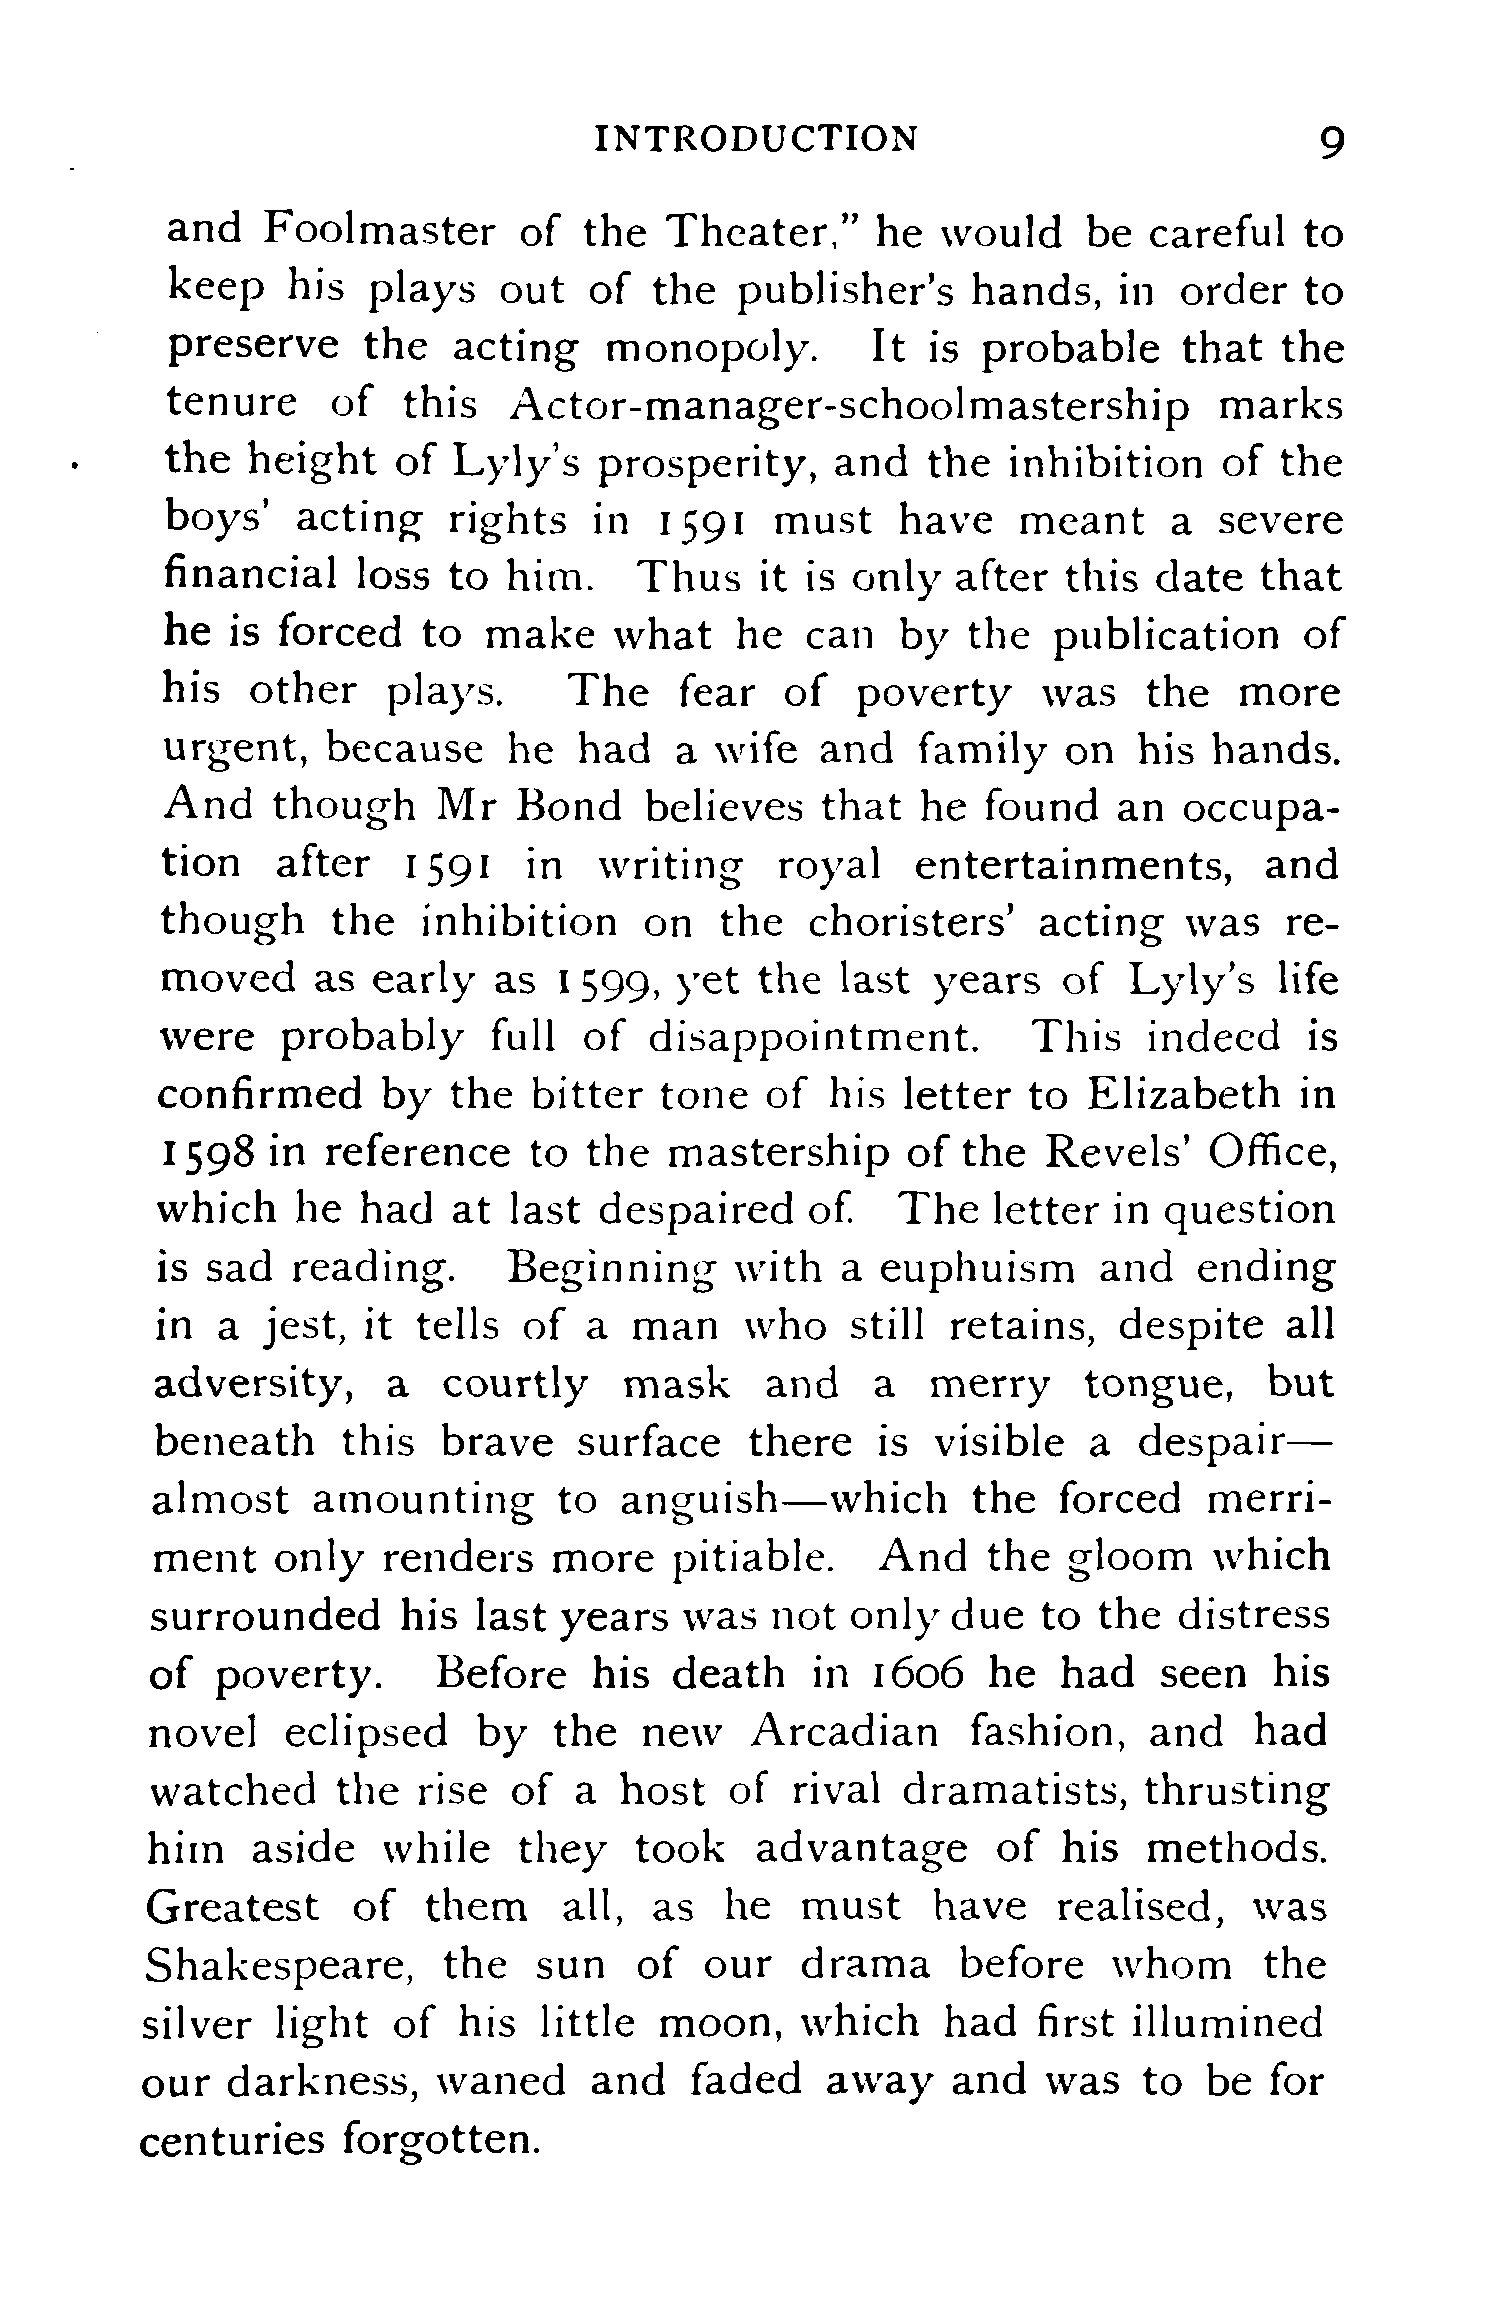 INTRODUCTION 9
and Foolmaster of the Theater," he would be careful to
keep his plays out of the publisher's hands, in order to
preserve the acting monopoly. It is probable that the
tenure of this Actor-manager-schoolmastership marks
the height of Lyly's prosperity, and the inhibition of the
boys' acting rights in 1591 must have meant a severe
financial loss to him. Thus it is only after this date that
he is forced to make what he can by the publication of
his other plays. The fear of poverty was the more
urgent, because he had a wife and family on his hands.
And though Mr Bond believes that he found an occupa-
tion after 1591 in writing royal entertainments, and
though the inhibition on the choristers' acting was re-
moved as early as 1599, yet the last years of Lyly's life
were probably full of disappointment. This indeed is
confirmed by the bitter tone of his letter to Elizabeth in
1598 in reference to the mastership of the Revels' Office,
which he had at last despaired of. The letter in question
is sad reading. Beginning with a euphuism and ending
in a jest, it tells of a man who still retains, despite all
adversity, a courtly mask and a merry tongue, but
beneath this brave surface there is visible a despair—
almost amounting to anguish—which the forced merri-
ment only renders more pitiable. And the gloom which
surrounded his last years was not only due to the distress
of poverty. Before his death in 1606 he had seen his
novel eclipsed by the new Arcadian fashion, and had
watched the rise of a host of rival dramatists, thrusting
him aside while they took advantage of his methods.
Greatest of them all, as he must have realised, was
Shakespeare, the sun of our drama before whom the
silver light of his little moon, which had first illumined
our darkness, waned and faded away and was to be for
centuries forgotten.